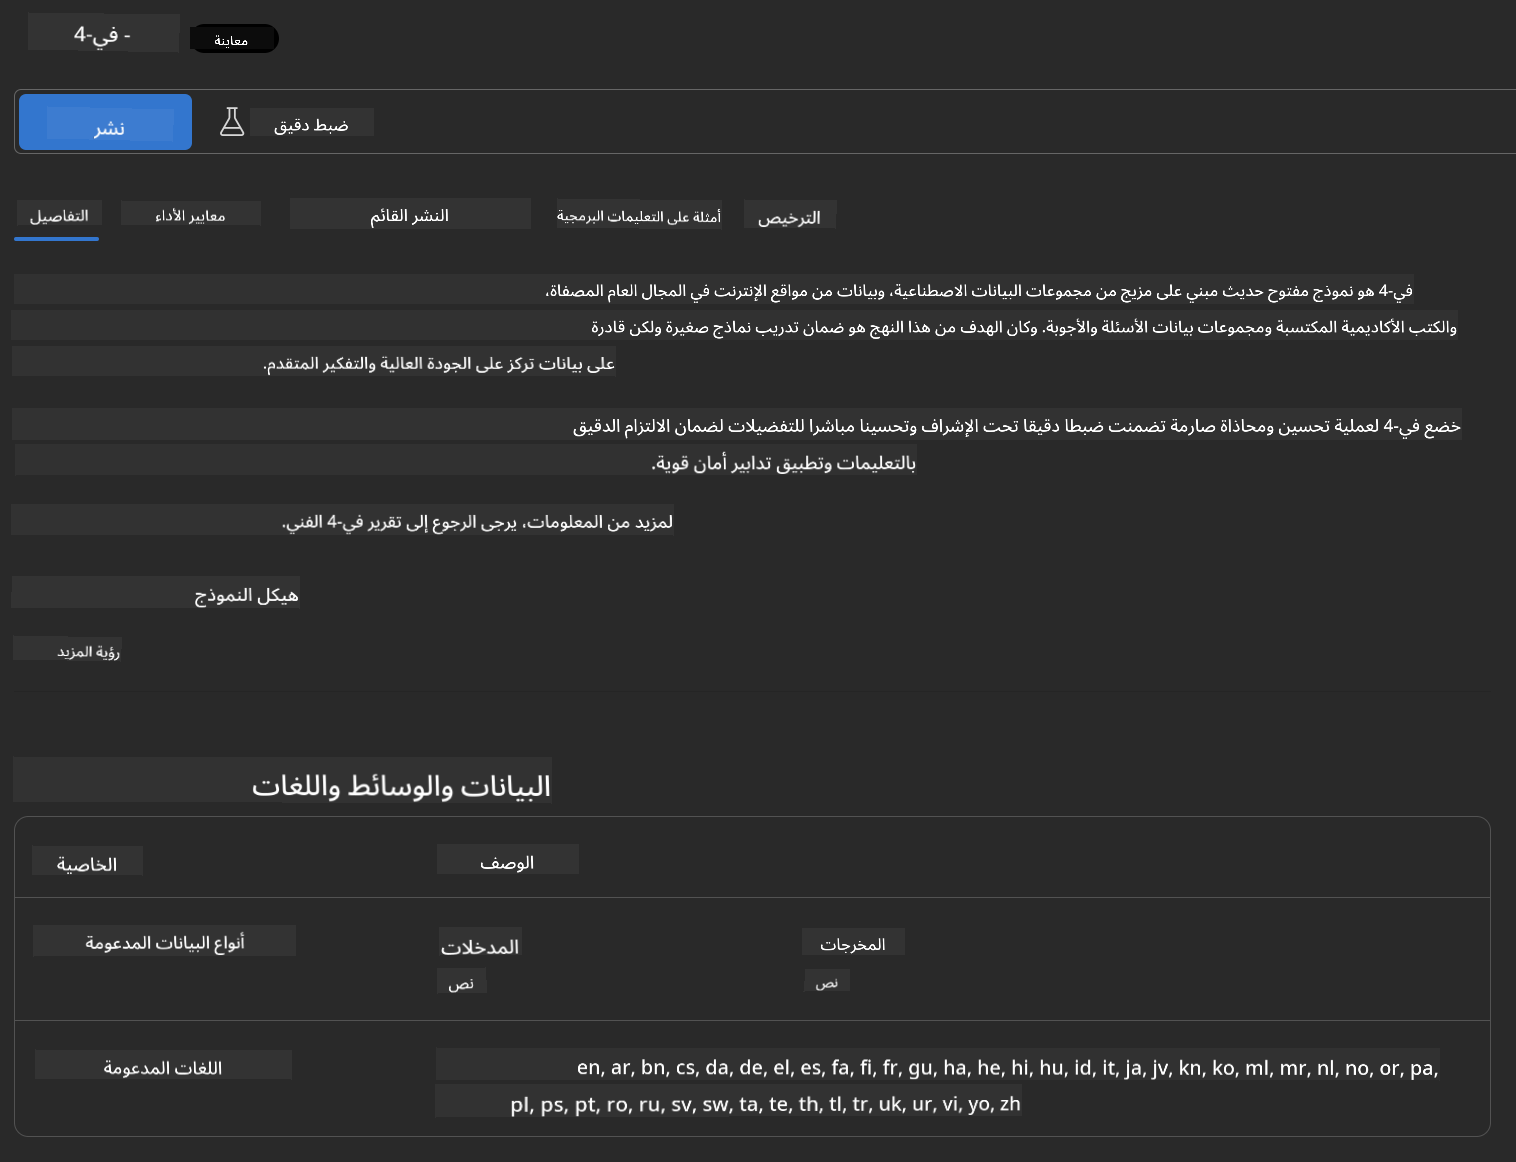 في-4 -
معاينة
نشر
ضبط دقيق
التفاصيل
معايير الأداء
النشر القائم
أمثلة على التعليمات البرمجية
الترخيص
في-4 هو نموذج مفتوح حديث مبني على مزيج من مجموعات البيانات الاصطناعية، وبيانات من مواقع الإنترنت في المجال العام المصفاة،
والكتب الأكاديمية المكتسبة ومجموعات بيانات الأسئلة والأجوبة. وكان الهدف من هذا النهج هو ضمان تدريب نماذج صغيرة ولكن قادرة
على بيانات تركز على الجودة العالية والتفكير المتقدم.
خضع في-4 لعملية تحسين ومحاذاة صارمة تضمنت ضبطا دقيقا تحت الإشراف وتحسينا مباشرا للتفضيلات لضمان الالتزام الدقيق
بالتعليمات وتطبيق تدابير أمان قوية.
لمزيد من المعلومات، يرجى الرجوع إلى تقرير في-4 الفني.
هيكل النموذج
رؤية المزيد
البيانات والوسائط واللغات
الخاصية
الوصف
أنواع البيانات المدعومة
المدخلات
المخرجات
نص
نص
اللغات المدعومة
en, ar, bn, cs, da, de, el, es, fa, fi, fr, gu, ha, he, hi, hu, id, it, ja, jv, kn, ko, ml, mr, nl, no, or, pa,
pl, ps, pt, ro, ru, sv, sw, ta, te, th, tl, tr, uk, ur, vi, yo, zh